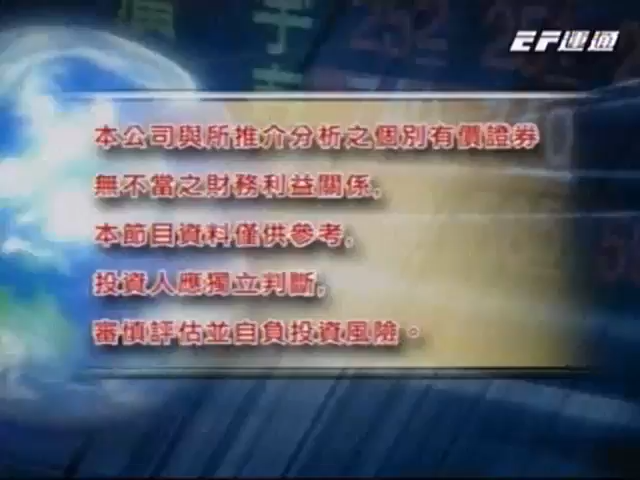 EF運通
本公司與所推介分析之個別有價證券
無不當之財務利益關係,
本節目資料僅供參考,
投資人應獨立判斷,
審慎評估並自負投資風險。
手
252